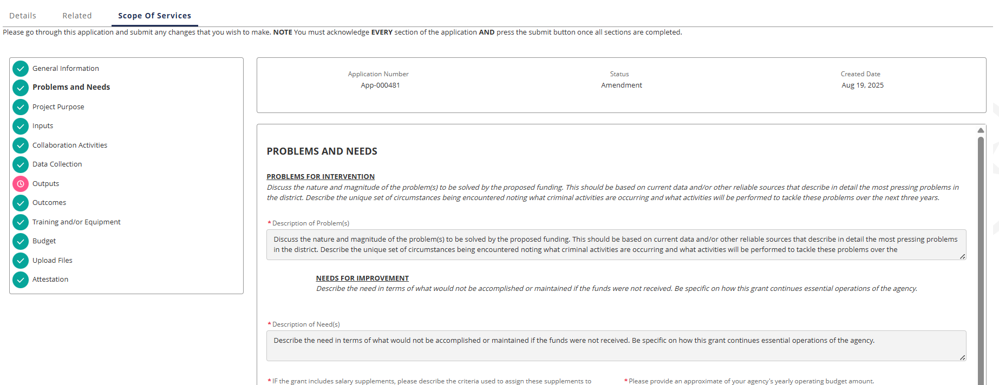 Details
Related
Scope Of Services
Please go through this application and submit any changes that you wish to make. NOTE You must acknowledge EVERY section of the application AND press the submit button once all sections are completed.
General Information
Problems and Needs
Project Purpose
Inputs
Collaboration Activities
Data Collection
Outputs
Outcomes
Training and/or Equipment
Budget
Upload Files
Attestation
Application Number
App-000481
Status
Amendment
Created Date
Aug 19, 2025
PROBLEMS AND NEEDS
PROBLEMS FOR INTERVENTION
Discuss the nature and magnitude of the problem(s) to be solved by the proposed funding. This should be based on current data and/or other reliable sources that describe in detail the most pressing problems in
the district. Describe the unique set of circumstances being encountered noting what criminal activities are occurring and what activities will be performed to tackle these problems over the next three years.
* Description of Problem(s)
Discuss the nature and magnitude of the problem(s) to be solved by the proposed funding. This should be based on current data and/or other reliable sources that describe in detail the most pressing problems
in the district. Describe the unique set of circumstances being encountered noting what criminal activities are occurring and what activities will be performed to tackle these problems over the
NEEDS FOR IMPROVEMENT
Describe the need in terms of what would not be accomplished or maintained if the funds were not received. Be specific on how this grant continues essential operations of the agency.
* Description of Need(s)
Describe the need in terms of what would not be accomplished or maintained if the funds were not received. Be specific on how this grant continues essential operations of the agency.
* IF the grant includes salary supplements, please describe the criteria used to assign these supplements to
* Please provide an approximate of your agency's yearly operating budget amount.